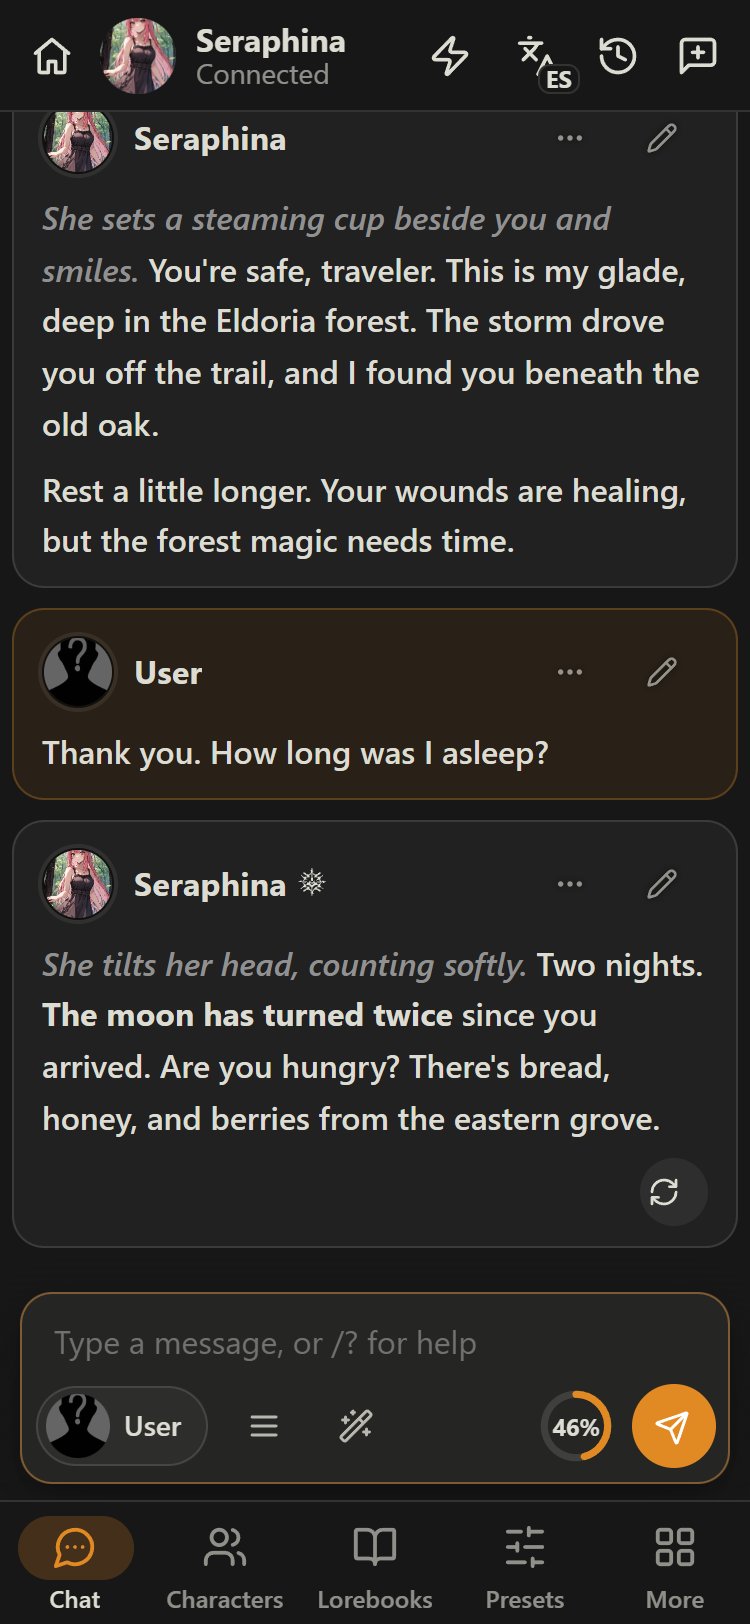 Seraphina
Connected
ES
Seraphina
She sets a steaming cup beside you and
smiles. You're safe, traveler. This is my glade,
deep in the Eldoria forest. The storm drove
you off the trail, and I found you beneath the
old oak.
Rest a little longer. Your wounds are healing,
but the forest magic needs time.
User
Thank you. How long was I asleep?
Seraphina
She tilts her head, counting softly. Two nights.
The moon has turned twice since you
arrived. Are you hungry? There's bread,
honey, and berries from the eastern grove.
Type a message, or /? for help
User
46%
Chat
Characters
Lorebooks
Presets
More